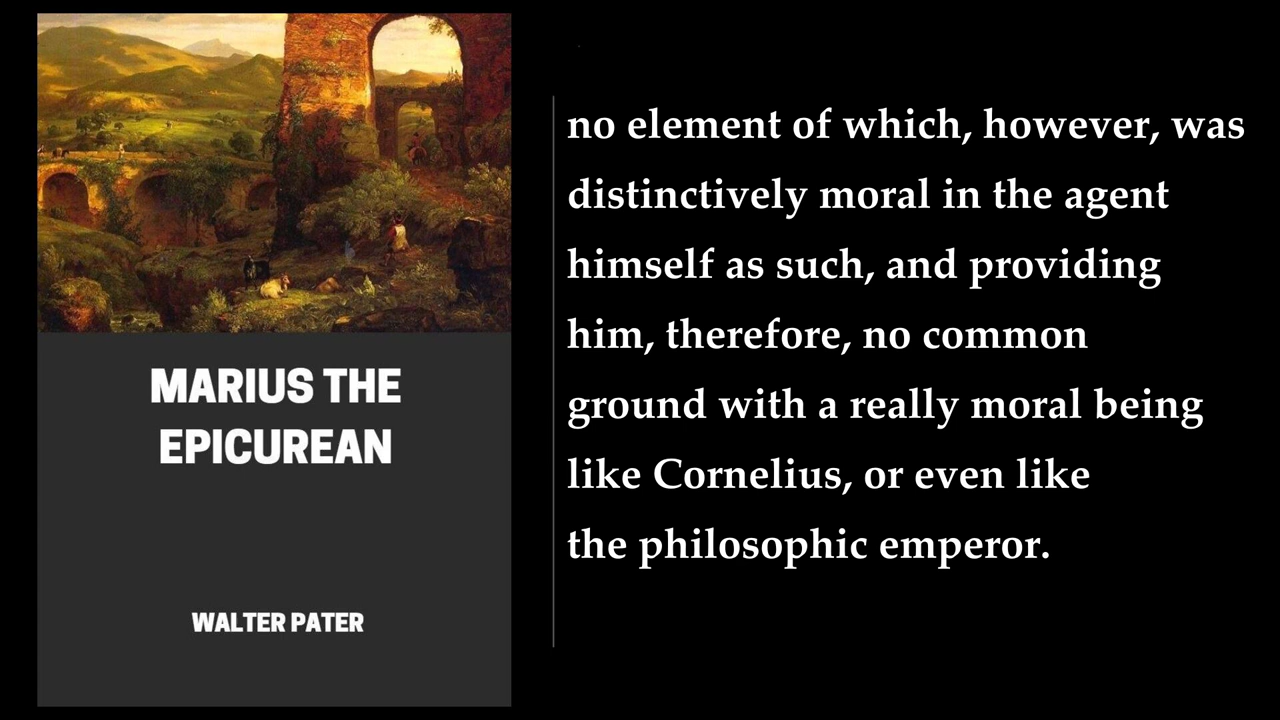 MARIUS THE
EPICUREAN
WALTER PATER
no element of which, however, was
distinctively moral in the agent
himself as such, and providing
him, therefore, no common
ground with a really moral being
like Cornelius, or even like
the philosophic emperor.